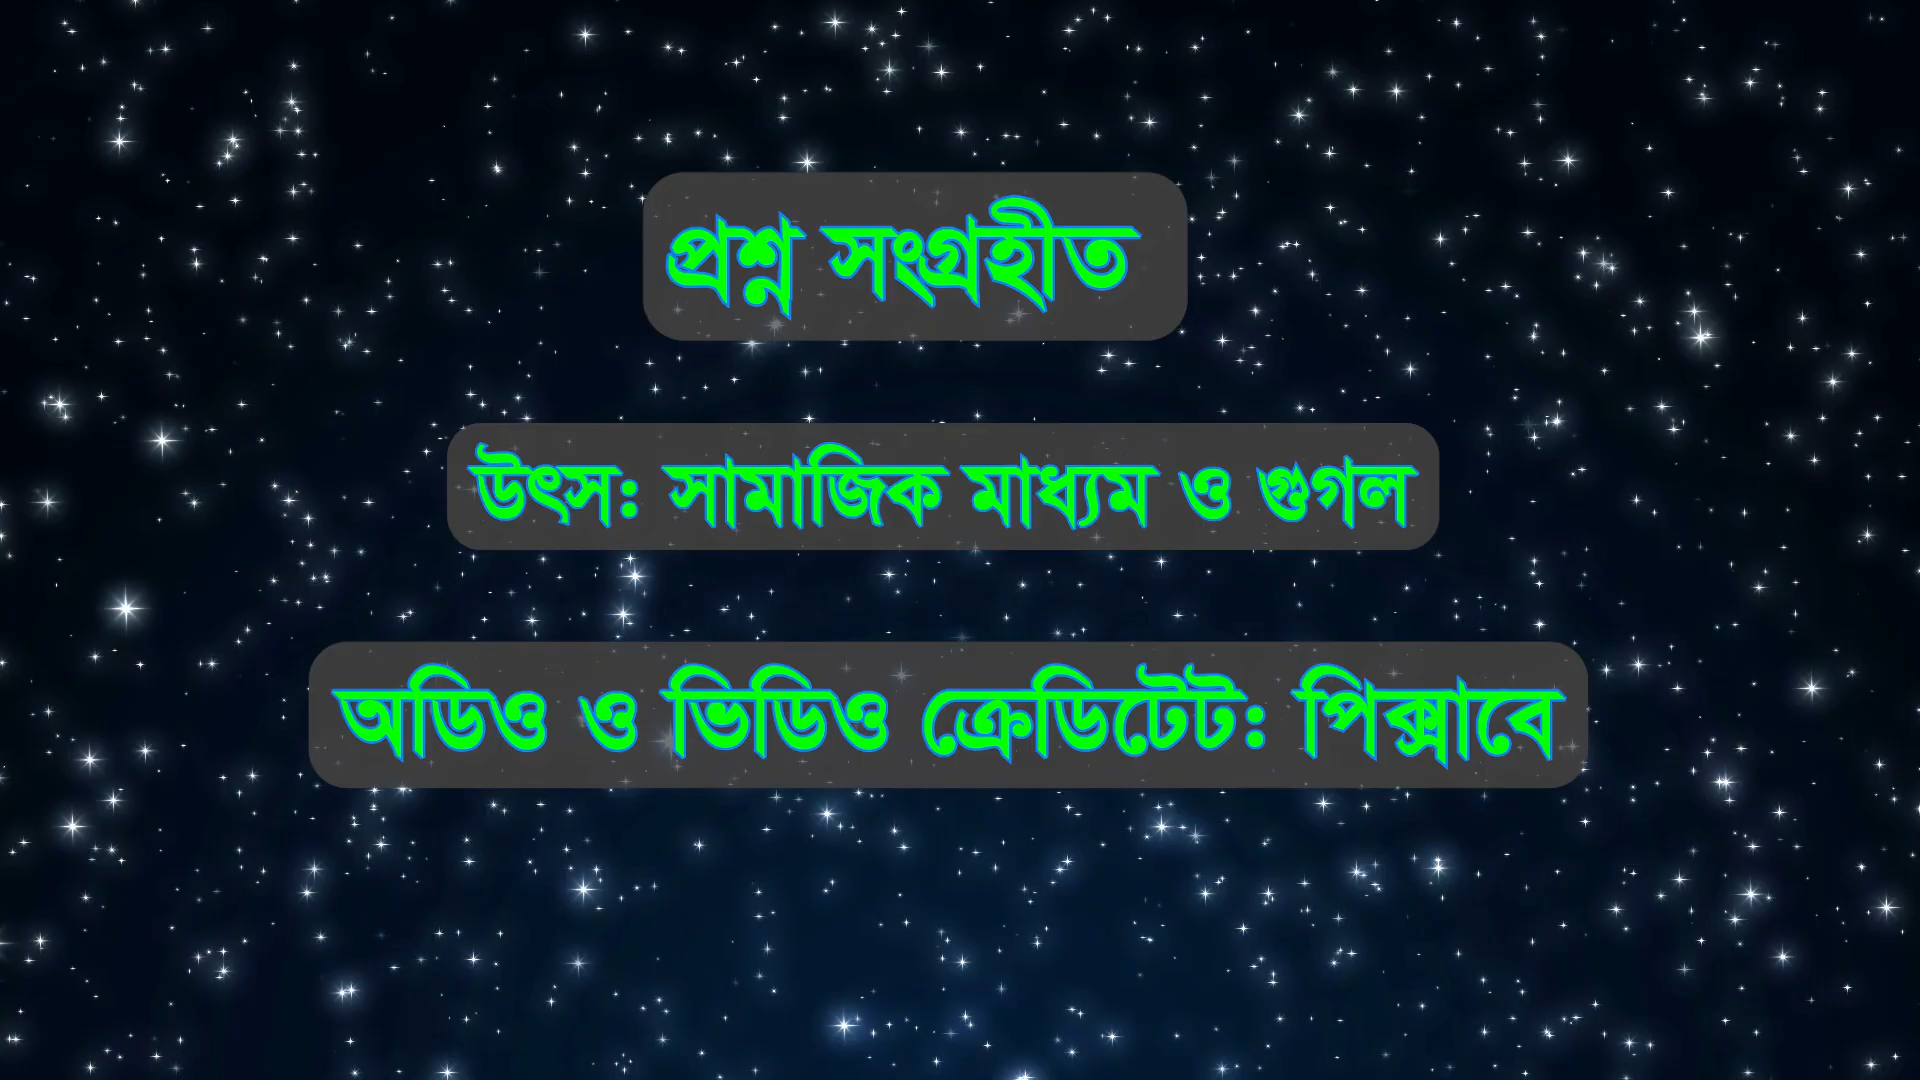 প্রশ্ন সংগ্রহীত
উৎস: সামাজিক মাধ্যম ও গুগল
অডিও ও ভিডিও ক্রেডিটেট: পিক্সাবে